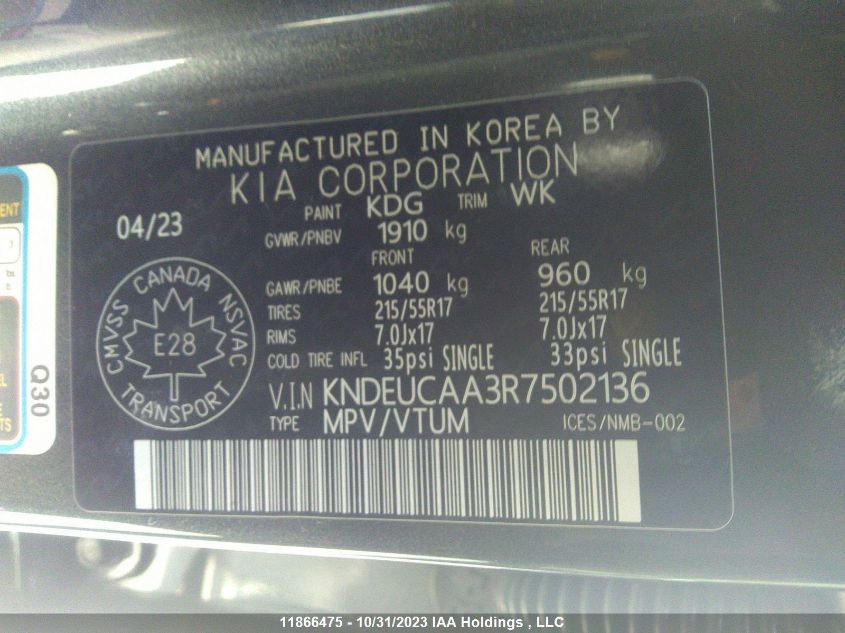 MANUFACTURED IN KOREA BY
KIA CORPORATION
04/23 PAINT KDG TRIM WK
GVWR/PNBV 1910 kg
FRONT REAR
GAWR/PNBE 1040 kg 960 kg
TIRES 215/55R17 215/55R17
RIMS 7.0Jx17 7.0Jx17
COLD TIRE INFL 35psi SINGLE 33psi SINGLE
V.I.N KNDEUCAA3R7502136
TYPE MPV/VTUM ICES/NMB-002
CMVSS CANADA NSVAC
E28
TRANSPORT
Q30
11866475 - 10/31/2023 IAA Holdings , LLC